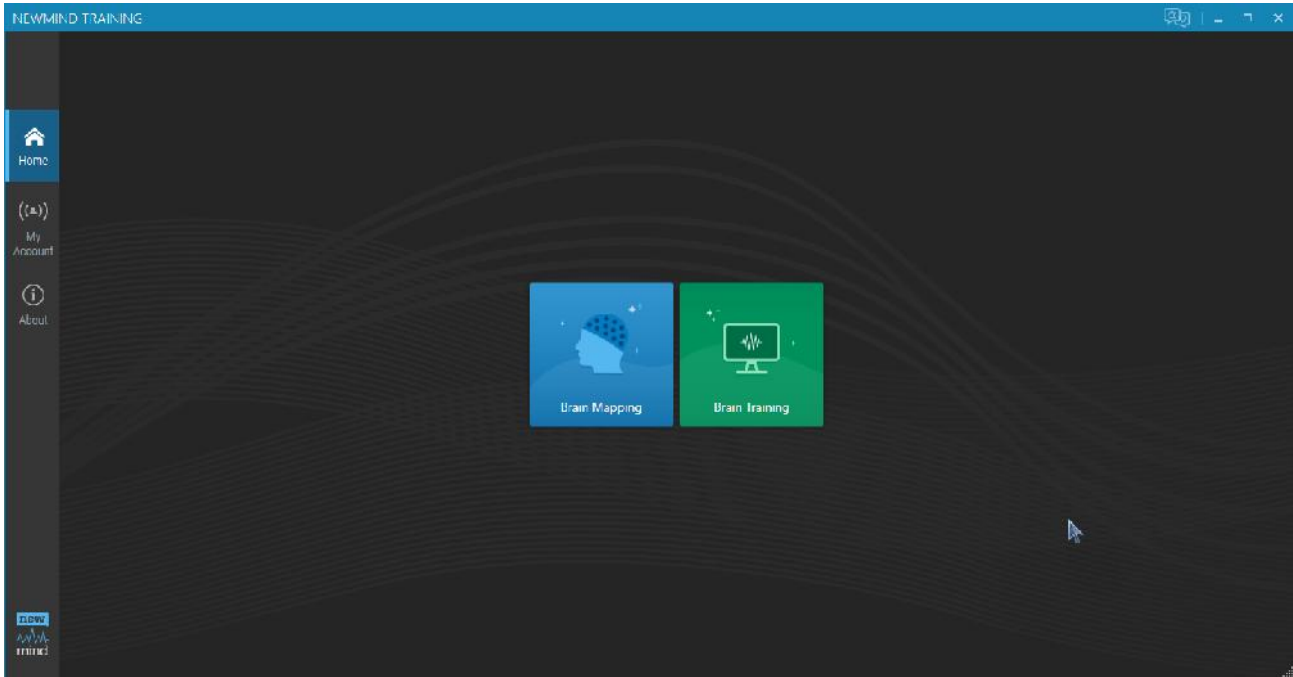 NEWMIND TRAINING
Home
My
Account
About
Brain Mapping
Brain Training
new
mind